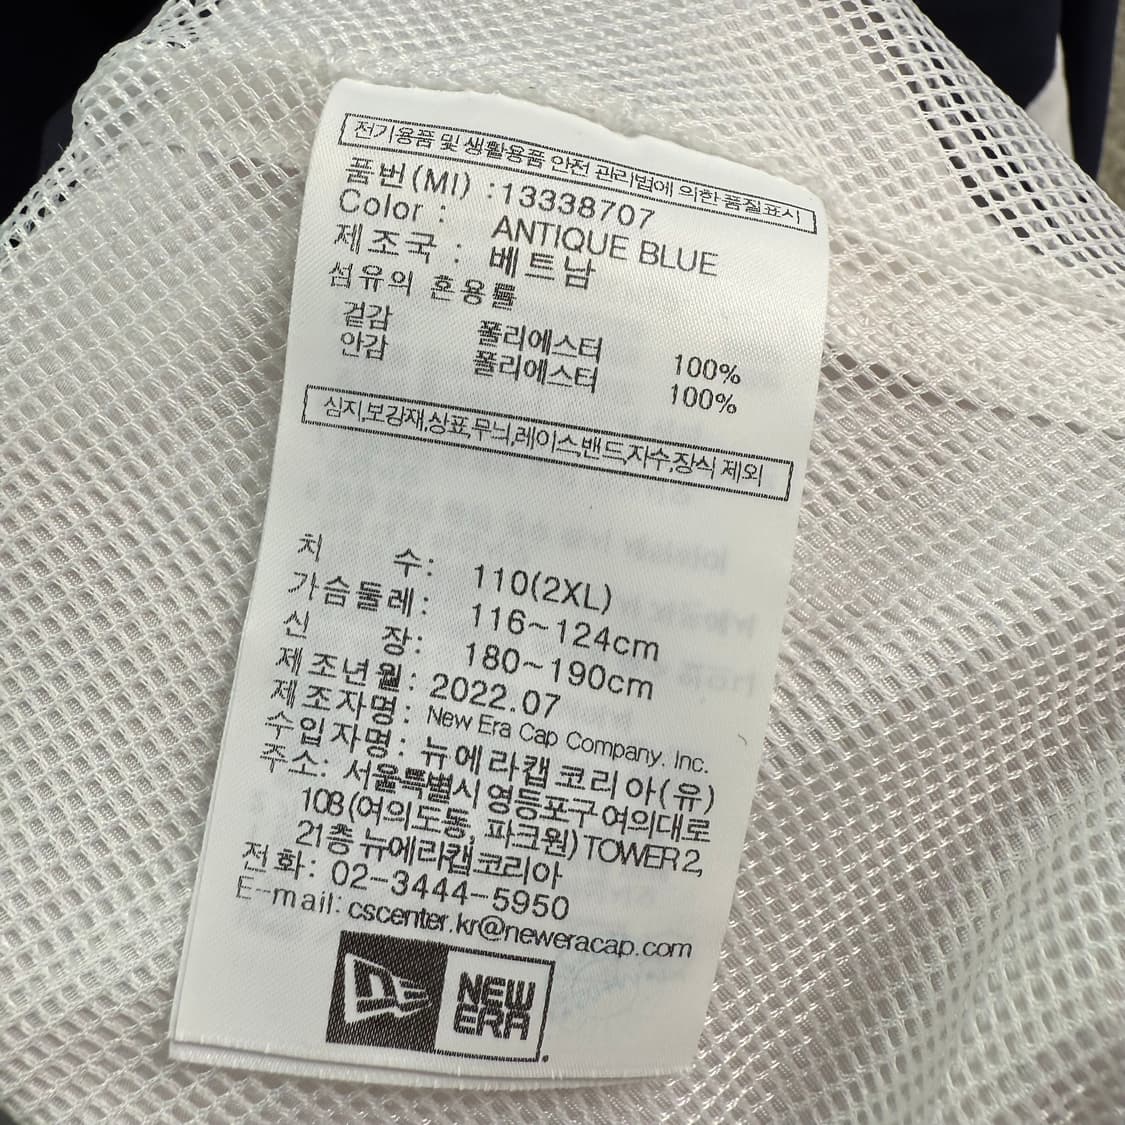 전기용품 및 생활용품 안전 관리법에 의한 품질표시
품번(MI) : 13338707
Color : ANTIQUE BLUE
제조국 : 베트남
섬유의 혼용률
겉감 폴리에스터 100%
안감 폴리에스터 100%
심지,보강재,상표,무늬,레이스,밴드,자수,장식 제외
치 수: 110(2XL)
가슴둘레: 116~124cm
신 장: 180~190cm
제조년월: 2022.07
제조자명: New Era Cap Company. Inc.
수입자명: 뉴에라캡코리아(유)
주소: 서울특별시 영등포구 여의대로
108 (여의도동, 파크원) TOWER 2,
21층 뉴에라캡코리아
전화: 02-3444-5950
E-mail: cscenter.kr@neweracap.com
NEW
ERA